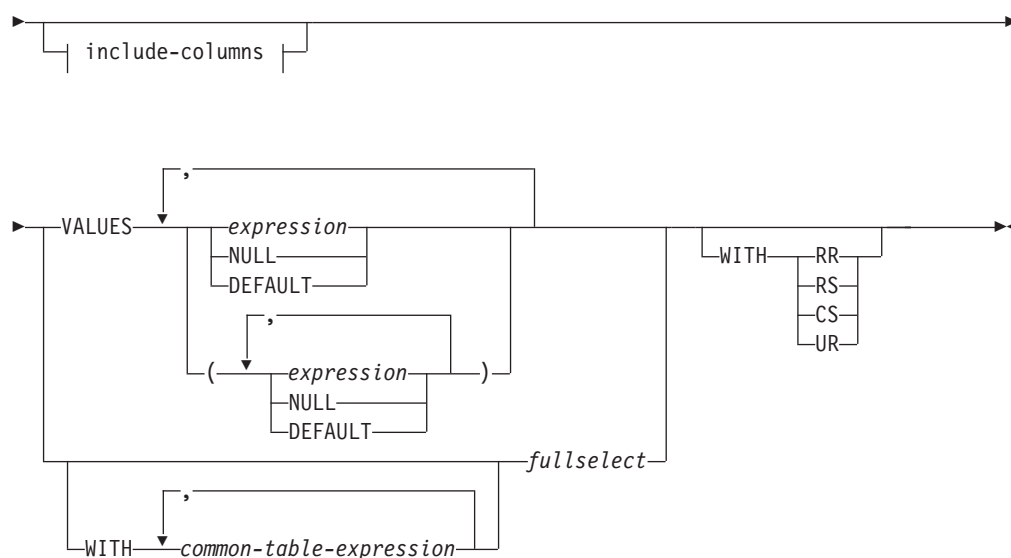 include-columns
,
VALUES expression
NULL WITH RR
DEFAULT RS
, CS
UR
( expression )
NULL
DEFAULT
fullselect
,
WITH common-table-expression